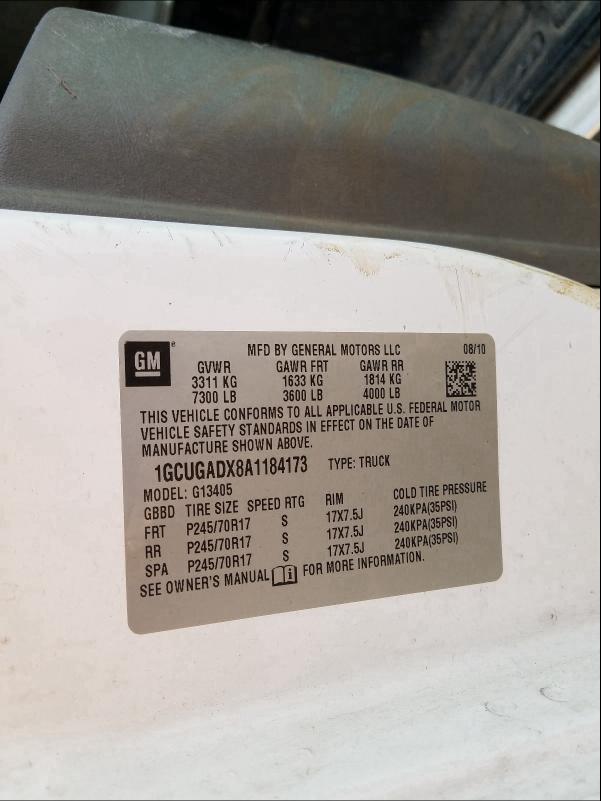 GM
MFD BY GENERAL MOTORS LLC 08/10
GVWR GAWR FRT GAWR RR
3311 KG 1633 KG 1814 KG
7300 LB 3600 LB 4000 LB
THIS VEHICLE CONFORMS TO ALL APPLICABLE U.S. FEDERAL MOTOR
VEHICLE SAFETY STANDARDS IN EFFECT ON THE DATE OF
MANUFACTURE SHOWN ABOVE.
1GCUGADX8A1184173 TYPE: TRUCK
MODEL: G13405
GBBD TIRE SIZE SPEED RTG RIM COLD TIRE PRESSURE
FRT P245/70R17 S 17X7.5J 240KPA(35PSI)
RR P245/70R17 S 17X7.5J 240KPA(35PSI)
SPA P245/70R17 S 17X7.5J 240KPA(35PSI)
SEE OWNER'S MANUAL FOR MORE INFORMATION.